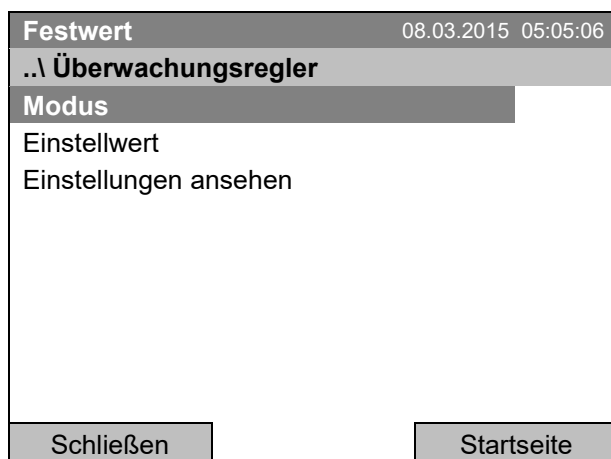 Festwert 08.03.2015 05:05:06
..\ Überwachungsregler
Modus
Einstellwert
Einstellungen ansehen
Schließen Startseite